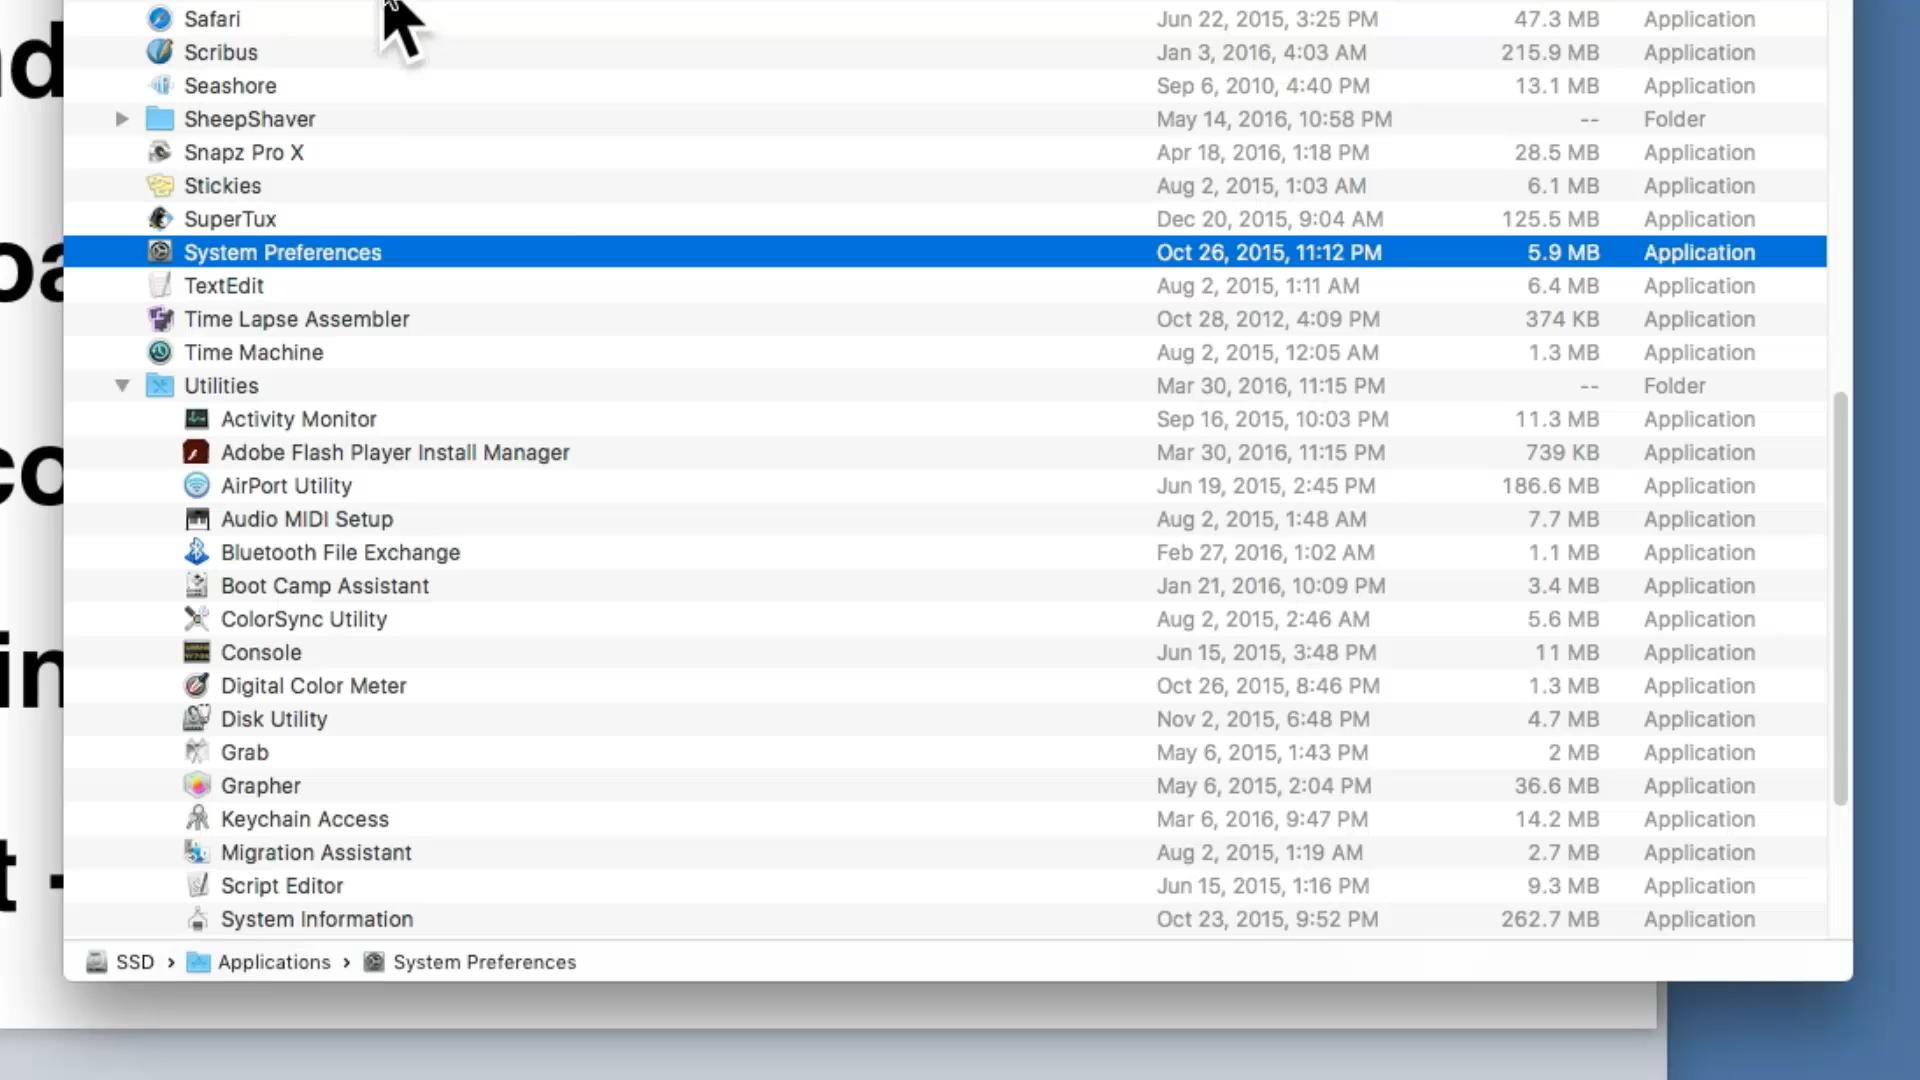 Safari Jun 22, 2015, 3:25 PM 47.3 MB Application
Scribus Jan 3, 2016, 4:03 AM 215.9 MB Application
Seashore Sep 6, 2010, 4:40 PM 13.1 MB Application
SheepShaver May 14, 2016, 10:58 PM -- Folder
Snapz Pro X Apr 18, 2016, 1:18 PM 28.5 MB Application
Stickies Aug 2, 2015, 1:03 AM 6.1 MB Application
SuperTux Dec 20, 2015, 9:04 AM 125.5 MB Application
System Preferences Oct 26, 2015, 11:12 PM 5.9 MB Application
TextEdit Aug 2, 2015, 1:11 AM 6.4 MB Application
Time Lapse Assembler Oct 28, 2012, 4:09 PM 374 KB Application
Time Machine Aug 2, 2015, 12:05 AM 1.3 MB Application
Utilities Mar 30, 2016, 11:15 PM -- Folder
Activity Monitor Sep 16, 2015, 10:03 PM 11.3 MB Application
Adobe Flash Player Install Manager Mar 30, 2016, 11:15 PM 739 KB Application
AirPort Utility Jun 19, 2015, 2:45 PM 186.6 MB Application
Audio MIDI Setup Aug 2, 2015, 1:48 AM 7.7 MB Application
Bluetooth File Exchange Feb 27, 2016, 1:02 AM 1.1 MB Application
Boot Camp Assistant Jan 21, 2016, 10:09 PM 3.4 MB Application
ColorSync Utility Aug 2, 2015, 2:46 AM 5.6 MB Application
Console Jun 15, 2015, 3:48 PM 11 MB Application
Digital Color Meter Oct 26, 2015, 8:46 PM 1.3 MB Application
Disk Utility Nov 2, 2015, 6:48 PM 4.7 MB Application
Grab May 6, 2015, 1:43 PM 2 MB Application
Grapher May 6, 2015, 2:04 PM 36.6 MB Application
Keychain Access Mar 6, 2016, 9:47 PM 14.2 MB Application
Migration Assistant Aug 2, 2015, 1:19 AM 2.7 MB Application
Script Editor Jun 15, 2015, 1:16 PM 9.3 MB Application
System Information Oct 23, 2015, 9:52 PM 262.7 MB Application
SSD › Applications › System Preferences